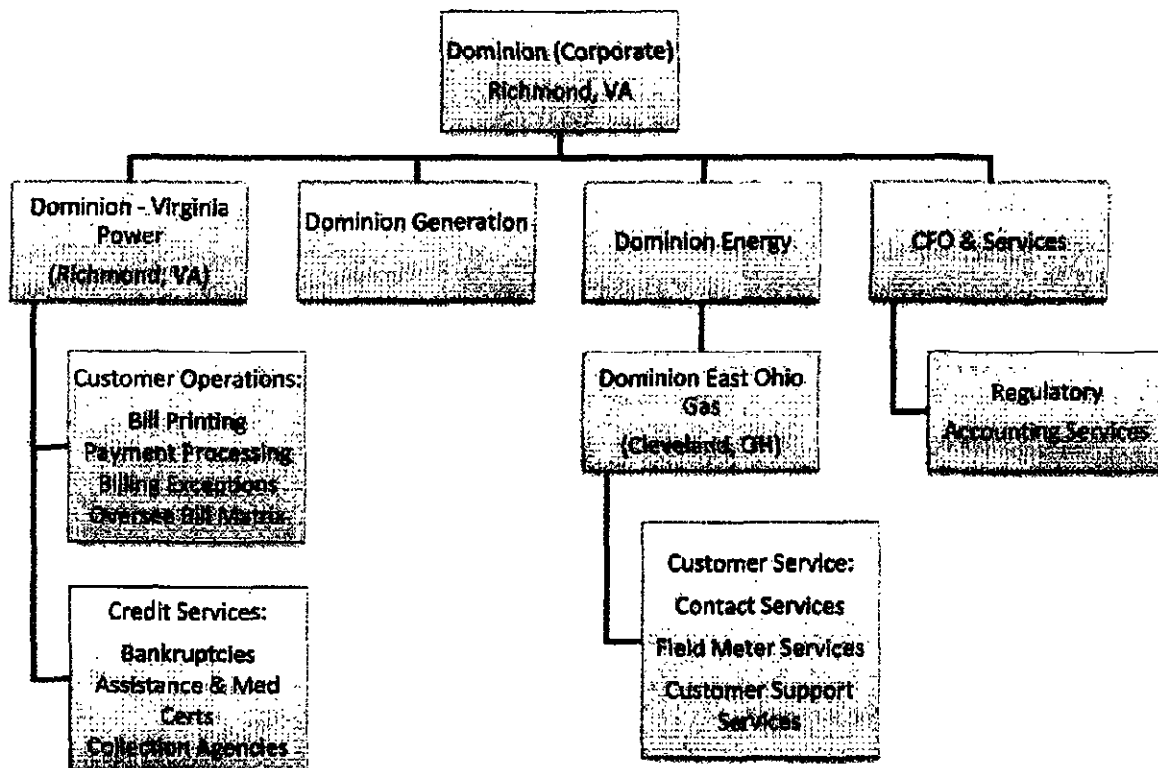 Dominion (Corporate)
Richmond, VA
Dominion - Virginia
Power
(Richmond, VA)
Dominion Generation
Dominion Energy
CFO & Services
Customer Operations:
Bill Printing
Payment Processing
Billing Exceptions
Oversee Bill Matrix
Dominion East Ohio
Gas
(Cleveland, OH)
Regulatory
Accounting Services
Credit Services:
Bankruptcies
Assistance & Med
Certs
Collection Agencies
Customer Service:
Contact Services
Field Meter Services
Customer Support
Services